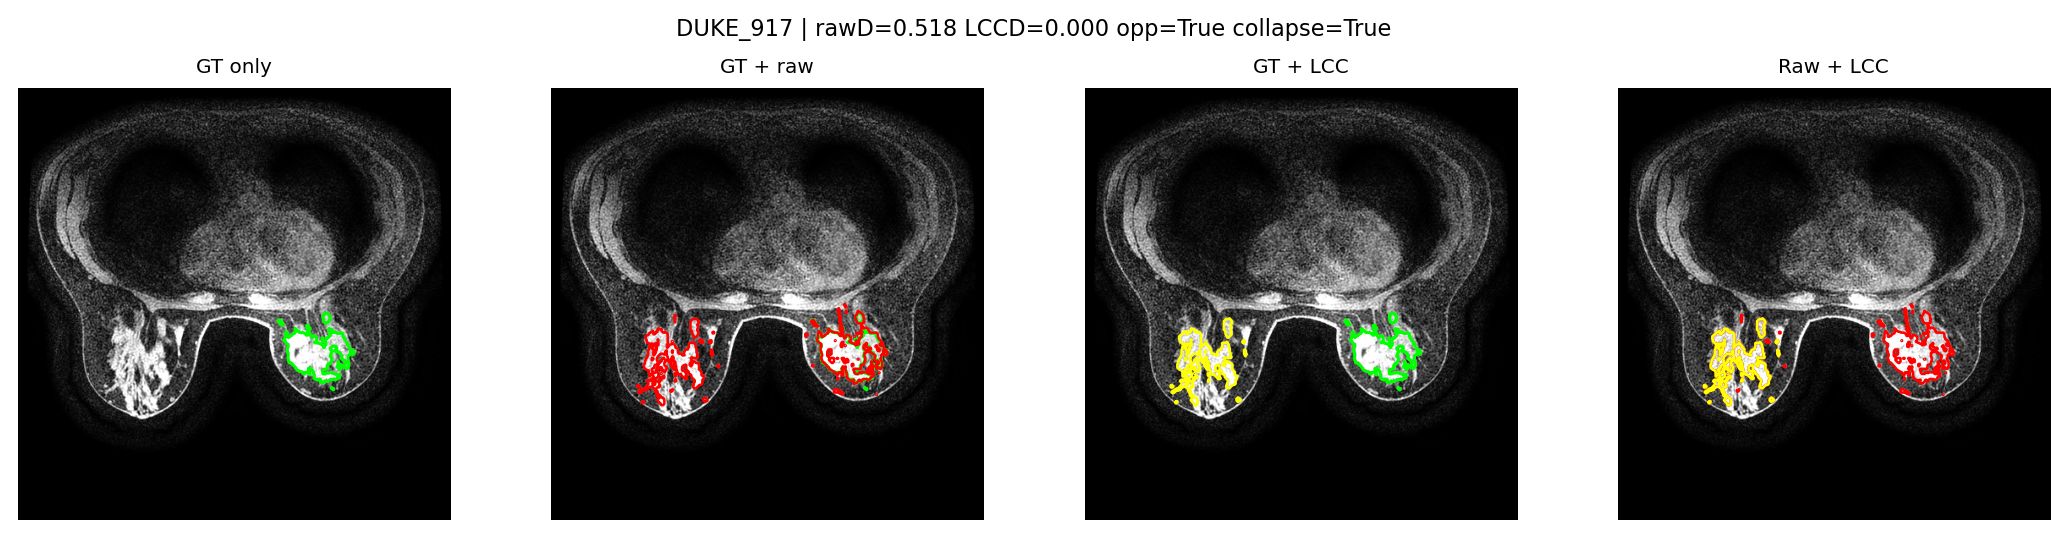 DUKE_917 | rawD=0.518 LCCD=0.000 opp=True collapse=True
GT only
GT + raw
GT + LCC
Raw + LCC